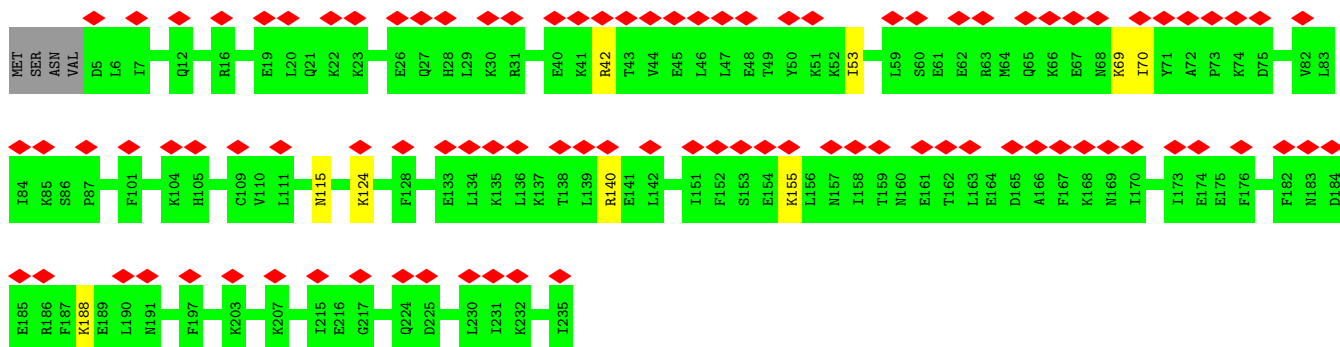 MET SER ASN VAL D5 L6 I7 Q12 R16 E19 L20 Q21 K22 K23 E26 Q27 H28 L29 K30 R31 E40 K41 R42 T43 V44 E45 L46 L47 E48 T49 Y50 K51 K52 I53 L59 S60 E61 E62 R63 M64 Q65 K66 E67 N68 K69 I70 Y71 A72 P73 K74 D75 V82 L83
I84 K85 S86 P87 F101 K104 H105 C109 V110 L111 N115 K124 F128 E133 L134 K135 L136 K137 T138 L139 R140 E141 L142 I151 F152 S153 E154 K155 L156 N157 I158 T159 N160 E161 T162 L163 E164 D165 A166 F167 K168 N169 I170 I173 E174 E175 F176 F182 N183 D184
E185 R186 F187 K188 E189 L190 N191 F197 K203 K207 I215 E216 G217 Q224 D225 L230 I231 K232 I235